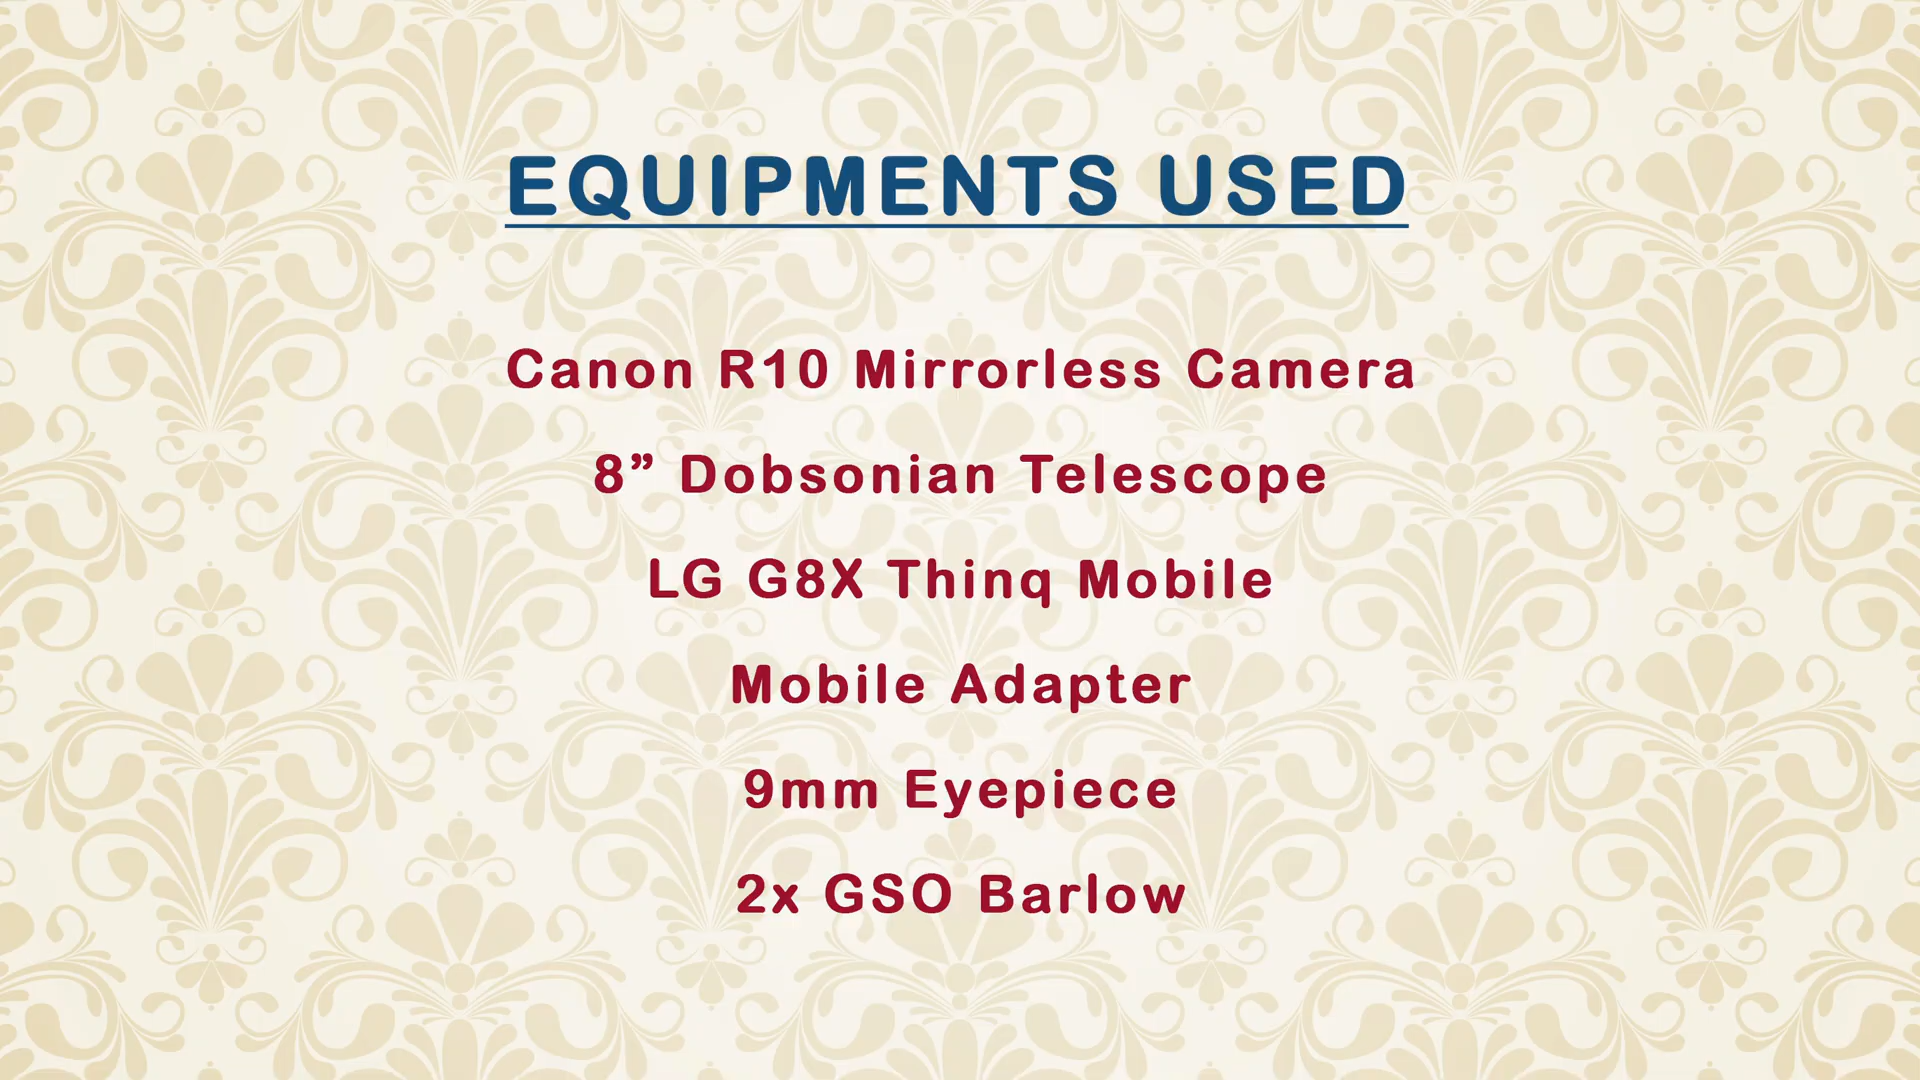 EQUIPMENTS USED
Canon R10 Mirrorless Camera
8” Dobsonian Telescope
LG G8X Thinq Mobile
Mobile Adapter
9mm Eyepiece
2x GSO Barlow